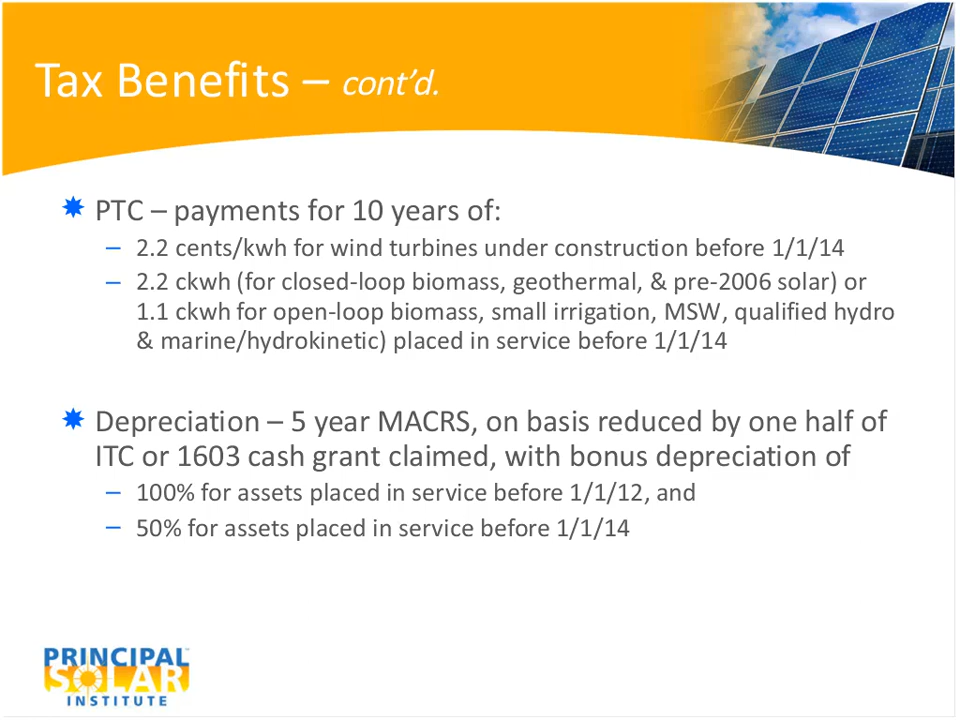 Tax Benefits – cont'd.
PTC – payments for 10 years of:
– 2.2 cents/kwh for wind turbines under construction before 1/1/14
– 2.2 ckwh (for closed-loop biomass, geothermal, & pre-2006 solar) or
1.1 ckwh for open-loop biomass, small irrigation, MSW, qualified hydro
& marine/hydrokinetic) placed in service before 1/1/14
Depreciation – 5 year MACRS, on basis reduced by one half of
ITC or 1603 cash grant claimed, with bonus depreciation of
– 100% for assets placed in service before 1/1/12, and
– 50% for assets placed in service before 1/1/14
PRINCIPAL
SOLAR
INSTITUTE